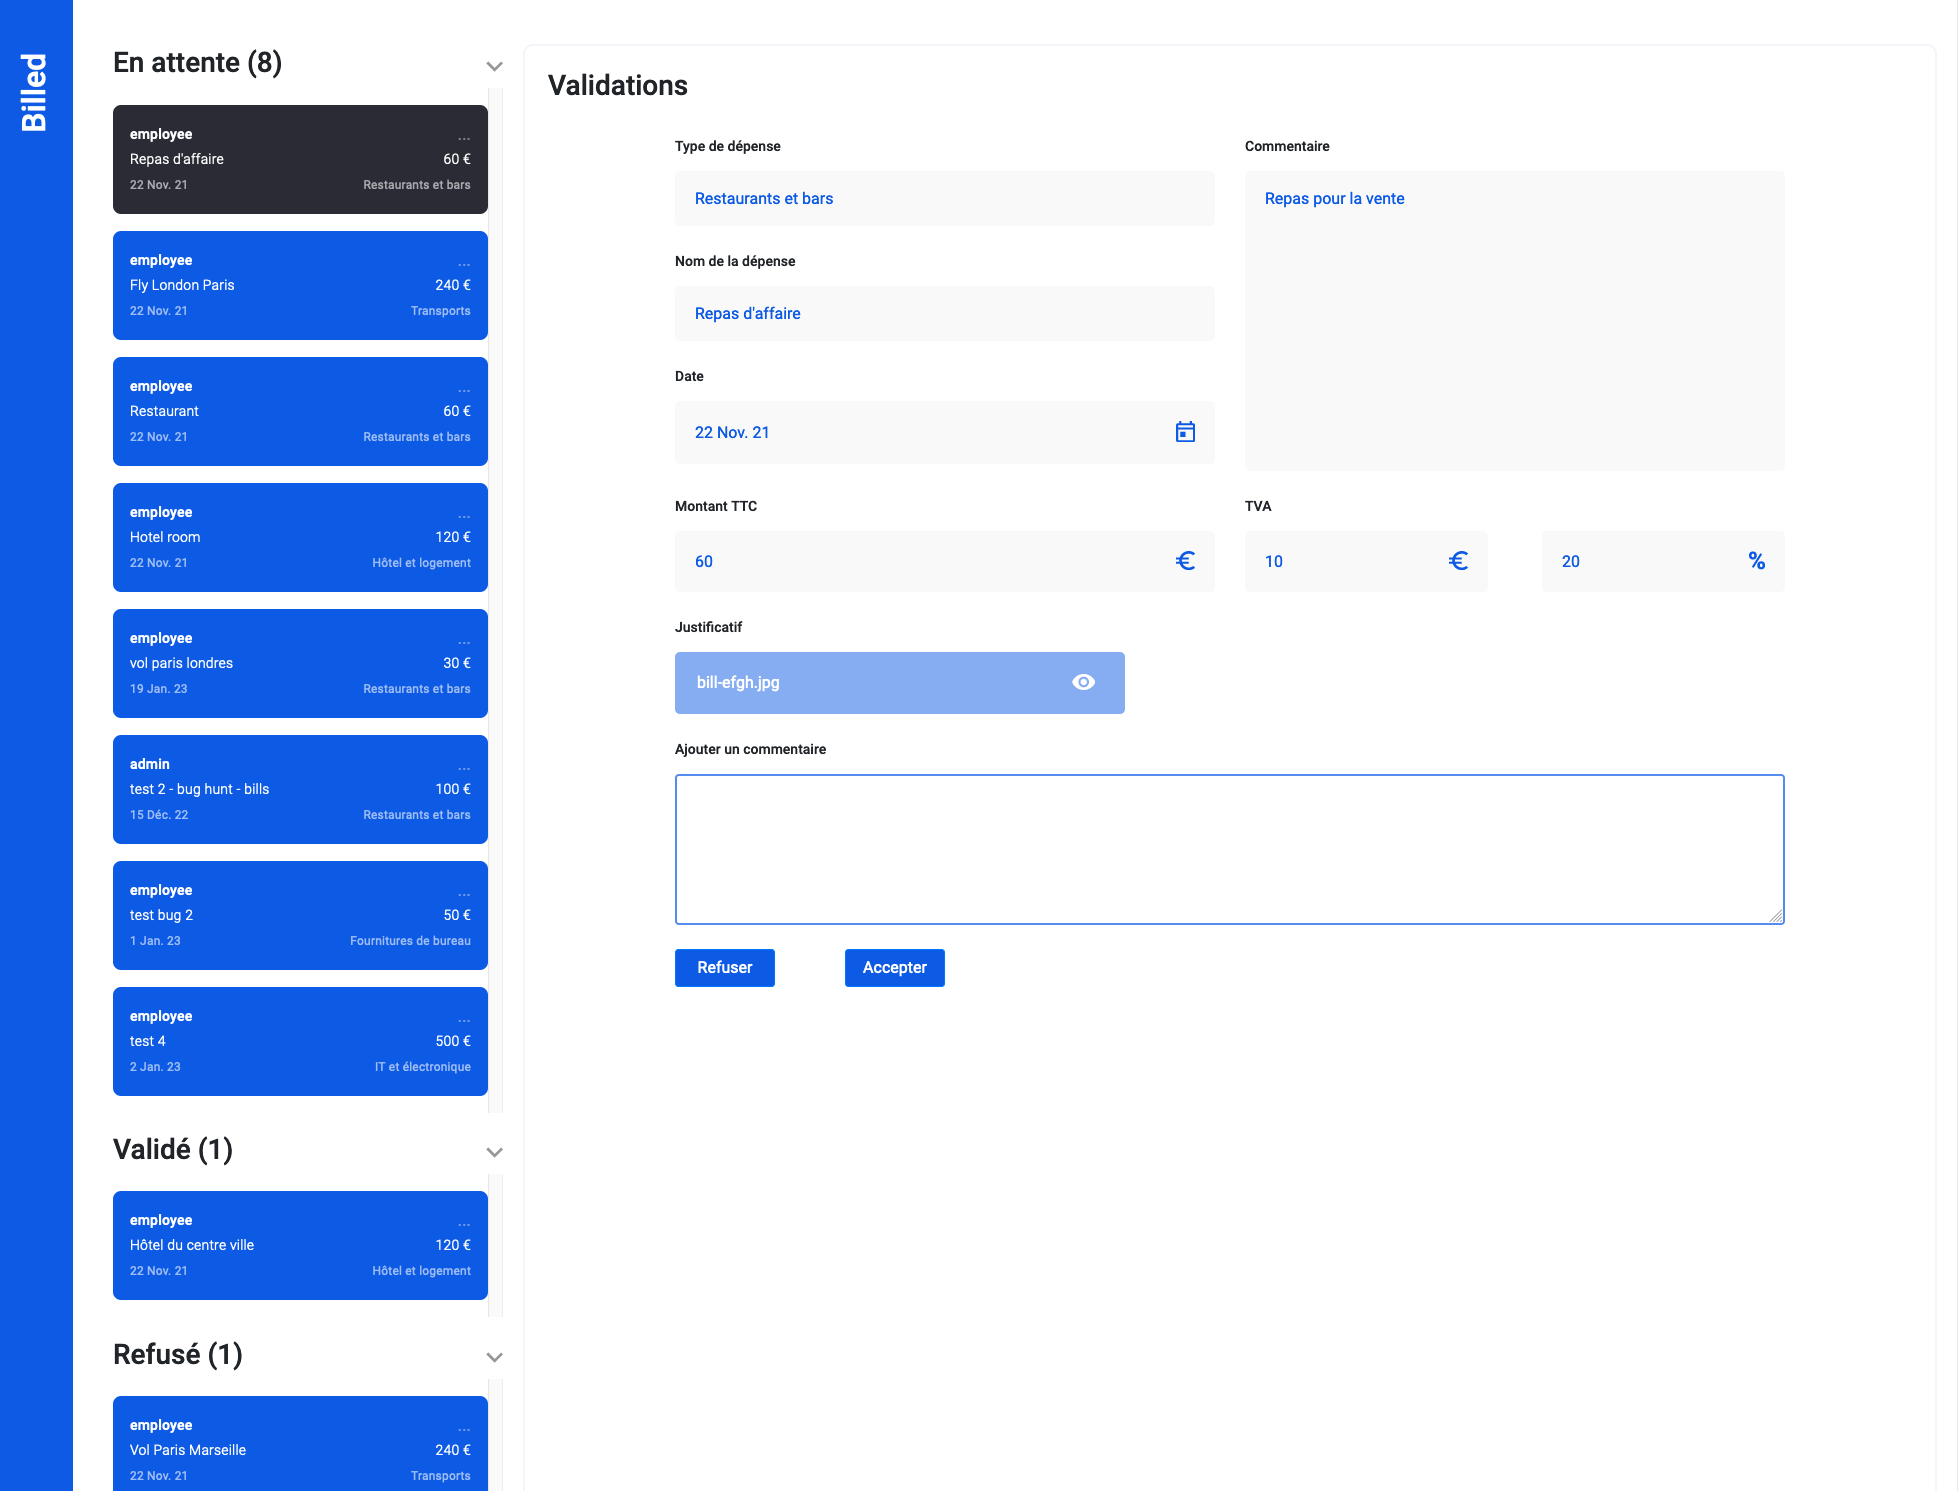 Billed
En attente (8)
employee ...
Repas d'affaire 60 €
22 Nov. 21 Restaurants et bars
employee ...
Fly London Paris 240 €
22 Nov. 21 Transports
employee ...
Restaurant 60 €
22 Nov. 21 Restaurants et bars
employee ...
Hotel room 120 €
22 Nov. 21 Hôtel et logement
employee ...
vol paris londres 30 €
19 Jan. 23 Restaurants et bars
admin ...
test 2 - bug hunt - bills 100 €
15 Déc. 22 Restaurants et bars
employee ...
test bug 2 50 €
1 Jan. 23 Fournitures de bureau
employee ...
test 4 500 €
2 Jan. 23 IT et électronique
Validé (1)
employee ...
Hôtel du centre ville 120 €
22 Nov. 21 Hôtel et logement
Refusé (1)
employee ...
Vol Paris Marseille 240 €
22 Nov. 21 Transports
Validations
Type de dépense
Restaurants et bars
Nom de la dépense
Repas d'affaire
Date
22 Nov. 21
Commentaire
Repas pour la vente
Montant TTC
60 €
TVA
10 € 20 %
Justificatif
bill-efgh.jpg
Ajouter un commentaire
Refuser Accepter